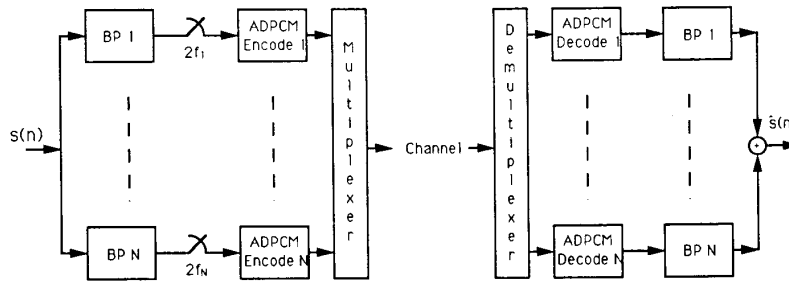 s(n)
BP 1
2f₁
ADPCM
Encode 1
BP N
2f_N
ADPCM
Encode N
Multiplexer
Channel
Demultiplexer
ADPCM
Decode 1
BP 1
ADPCM
Decode N
BP N
+
ŝ(n